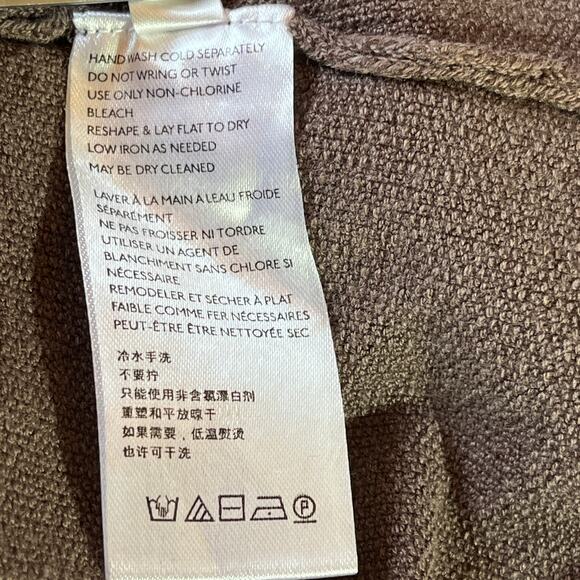 HAND WASH COLD SEPARATELY
DO NOT WRING OR TWIST
USE ONLY NON-CHLORINE
BLEACH
RESHAPE & LAY FLAT TO DRY
LOW IRON AS NEEDED
MAY BE DRY CLEANED
LAVER À LA MAIN A LEAU FROIDE
SÉPARÉMENT
NE PAS FROISSER NI TORDRE
UTILISER UN AGENT DE
BLANCHIMENT SANS CHLORE SI
NÉCESSAIRE
REMODELER ET SÉCHER À PLAT
FAIBLE COMME FER NÉCESSAIRES
PEUT-ÊTRE ÊTRE NETTOYÉE SEC
冷水手洗
不要拧
只能使用非含氯漂白剂
重塑和平放晾干
如果需要，低温熨烫
也许可干洗
P